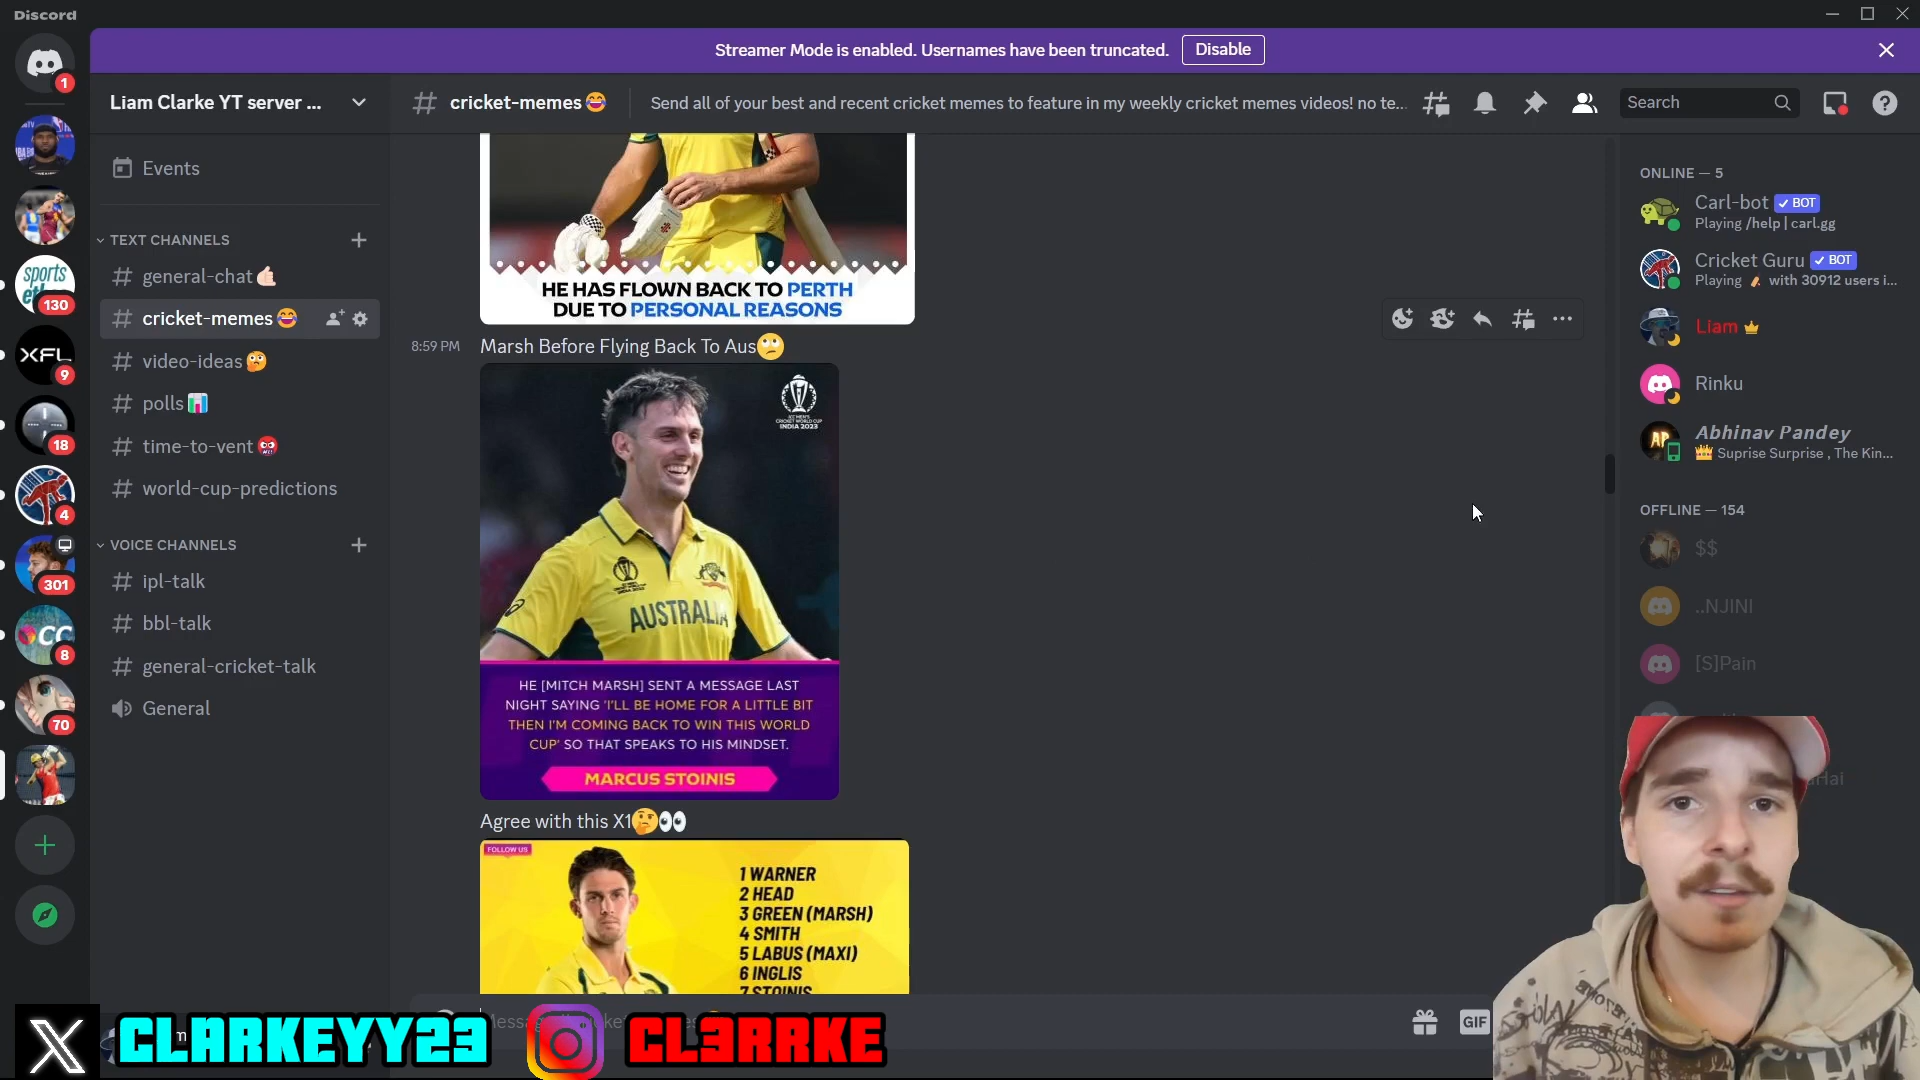 Discord
Streamer Mode is enabled. Usernames have been truncated.
Disable
1
Liam Clarke YT server ...
cricket-memes
Send all of your best and recent cricket memes to feature in my weekly cricket memes videos! no te...
Search
Events
TEXT CHANNELS
general-chat
cricket-memes
video-ideas
polls
time-to-vent
world-cup-predictions
VOICE CHANNELS
ipl-talk
bbl-talk
general-cricket-talk
General
sports
130
XFL
9
18
4
301
CC
8
70
HE HAS FLOWN BACK TO PERTH
DUE TO PERSONAL REASONS
8:59 PM
Marsh Before Flying Back To Aus🙄
INDIA 2023
AUSTRALIA
HE [MITCH MARSH] SENT A MESSAGE LAST
NIGHT SAYING 'I'LL BE HOME FOR A LITTLE BIT
THEN I'M COMING BACK TO WIN THIS WORLD
CUP' SO THAT SPEAKS TO HIS MINDSET.
MARCUS STOINIS
Agree with this X1🤔👀
FOLLOW US
1 WARNER
2 HEAD
3 GREEN (MARSH)
4 SMITH
5 LABUS (MAXI)
6 INGLIS
7 STOINIS
GIF
CLARKEYY23
CL3RRKE
ONLINE — 5
Carl-bot ✓ BOT
Playing /help | carl.gg
Cricket Guru ✓ BOT
Playing 🏏 with 30912 users i...
Liam
Rinku
AP
Abhinav Pandey
👑 Suprise Surprise , The Kin...
OFFLINE — 154
$$
..NJINI
[S]Pain